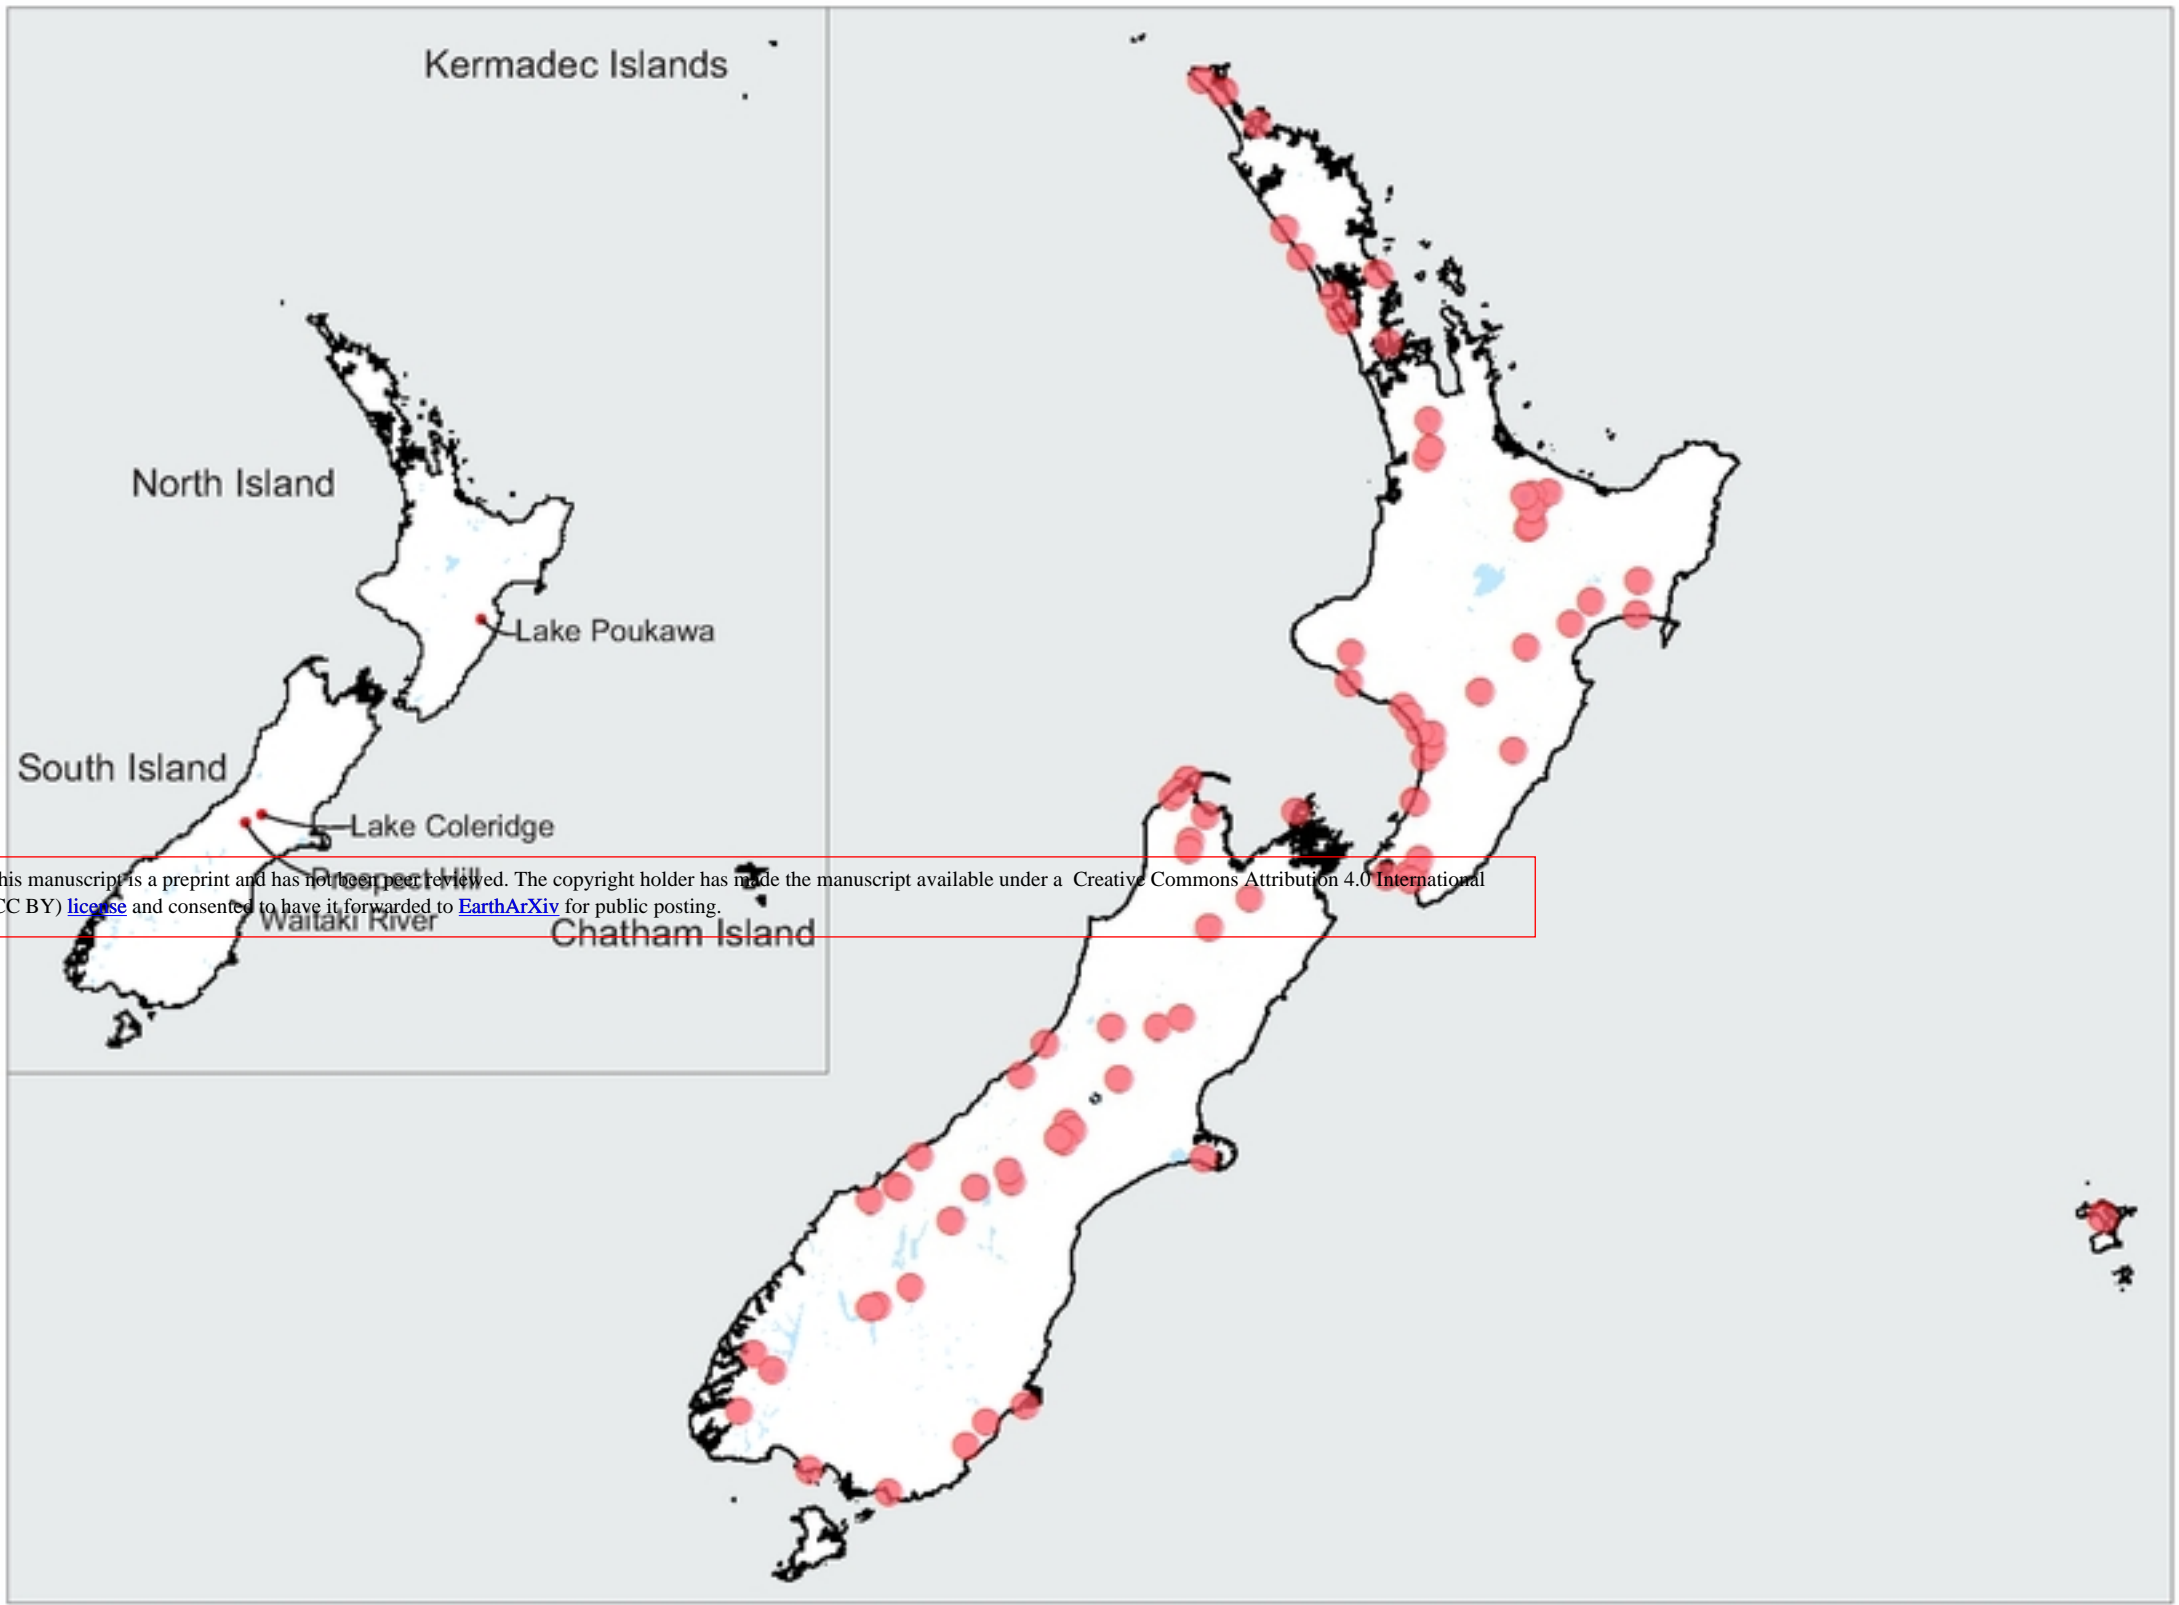 Kermadec Islands
North Island
Lake Poukawa
South Island
Lake Coleridge
Prospect Hill
his manuscript is a preprint and has not been peer reviewed. The copyright holder has made the manuscript available under a Creative Commons Attribution 4.0 International
CC BY) license and consented to have it forwarded to EarthArXiv for public posting.
Waitaki River
Chatham Island